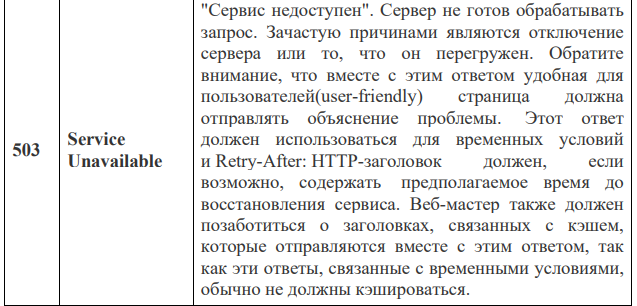 "Сервис недоступен". Сервер не готов обрабатывать
запрос. Зачастую причинами являются отключение
сервера или то, что он перегружен. Обратите
внимание, что вместе с этим ответом удобная для
пользователей(user-friendly) страница должна
отправлять объяснение проблемы. Этот ответ
должен использоваться для временных условий
503 Service Unavailable
и Retry-After: HTTP-заголовок должен, если
возможно, содержать предполагаемое время до
восстановления сервиса. Веб-мастер также должен
позаботиться о заголовках, связанных с кэшем,
которые отправляются вместе с этим ответом, так
как эти ответы, связанные с временными условиями,
обычно не должны кэшироваться.